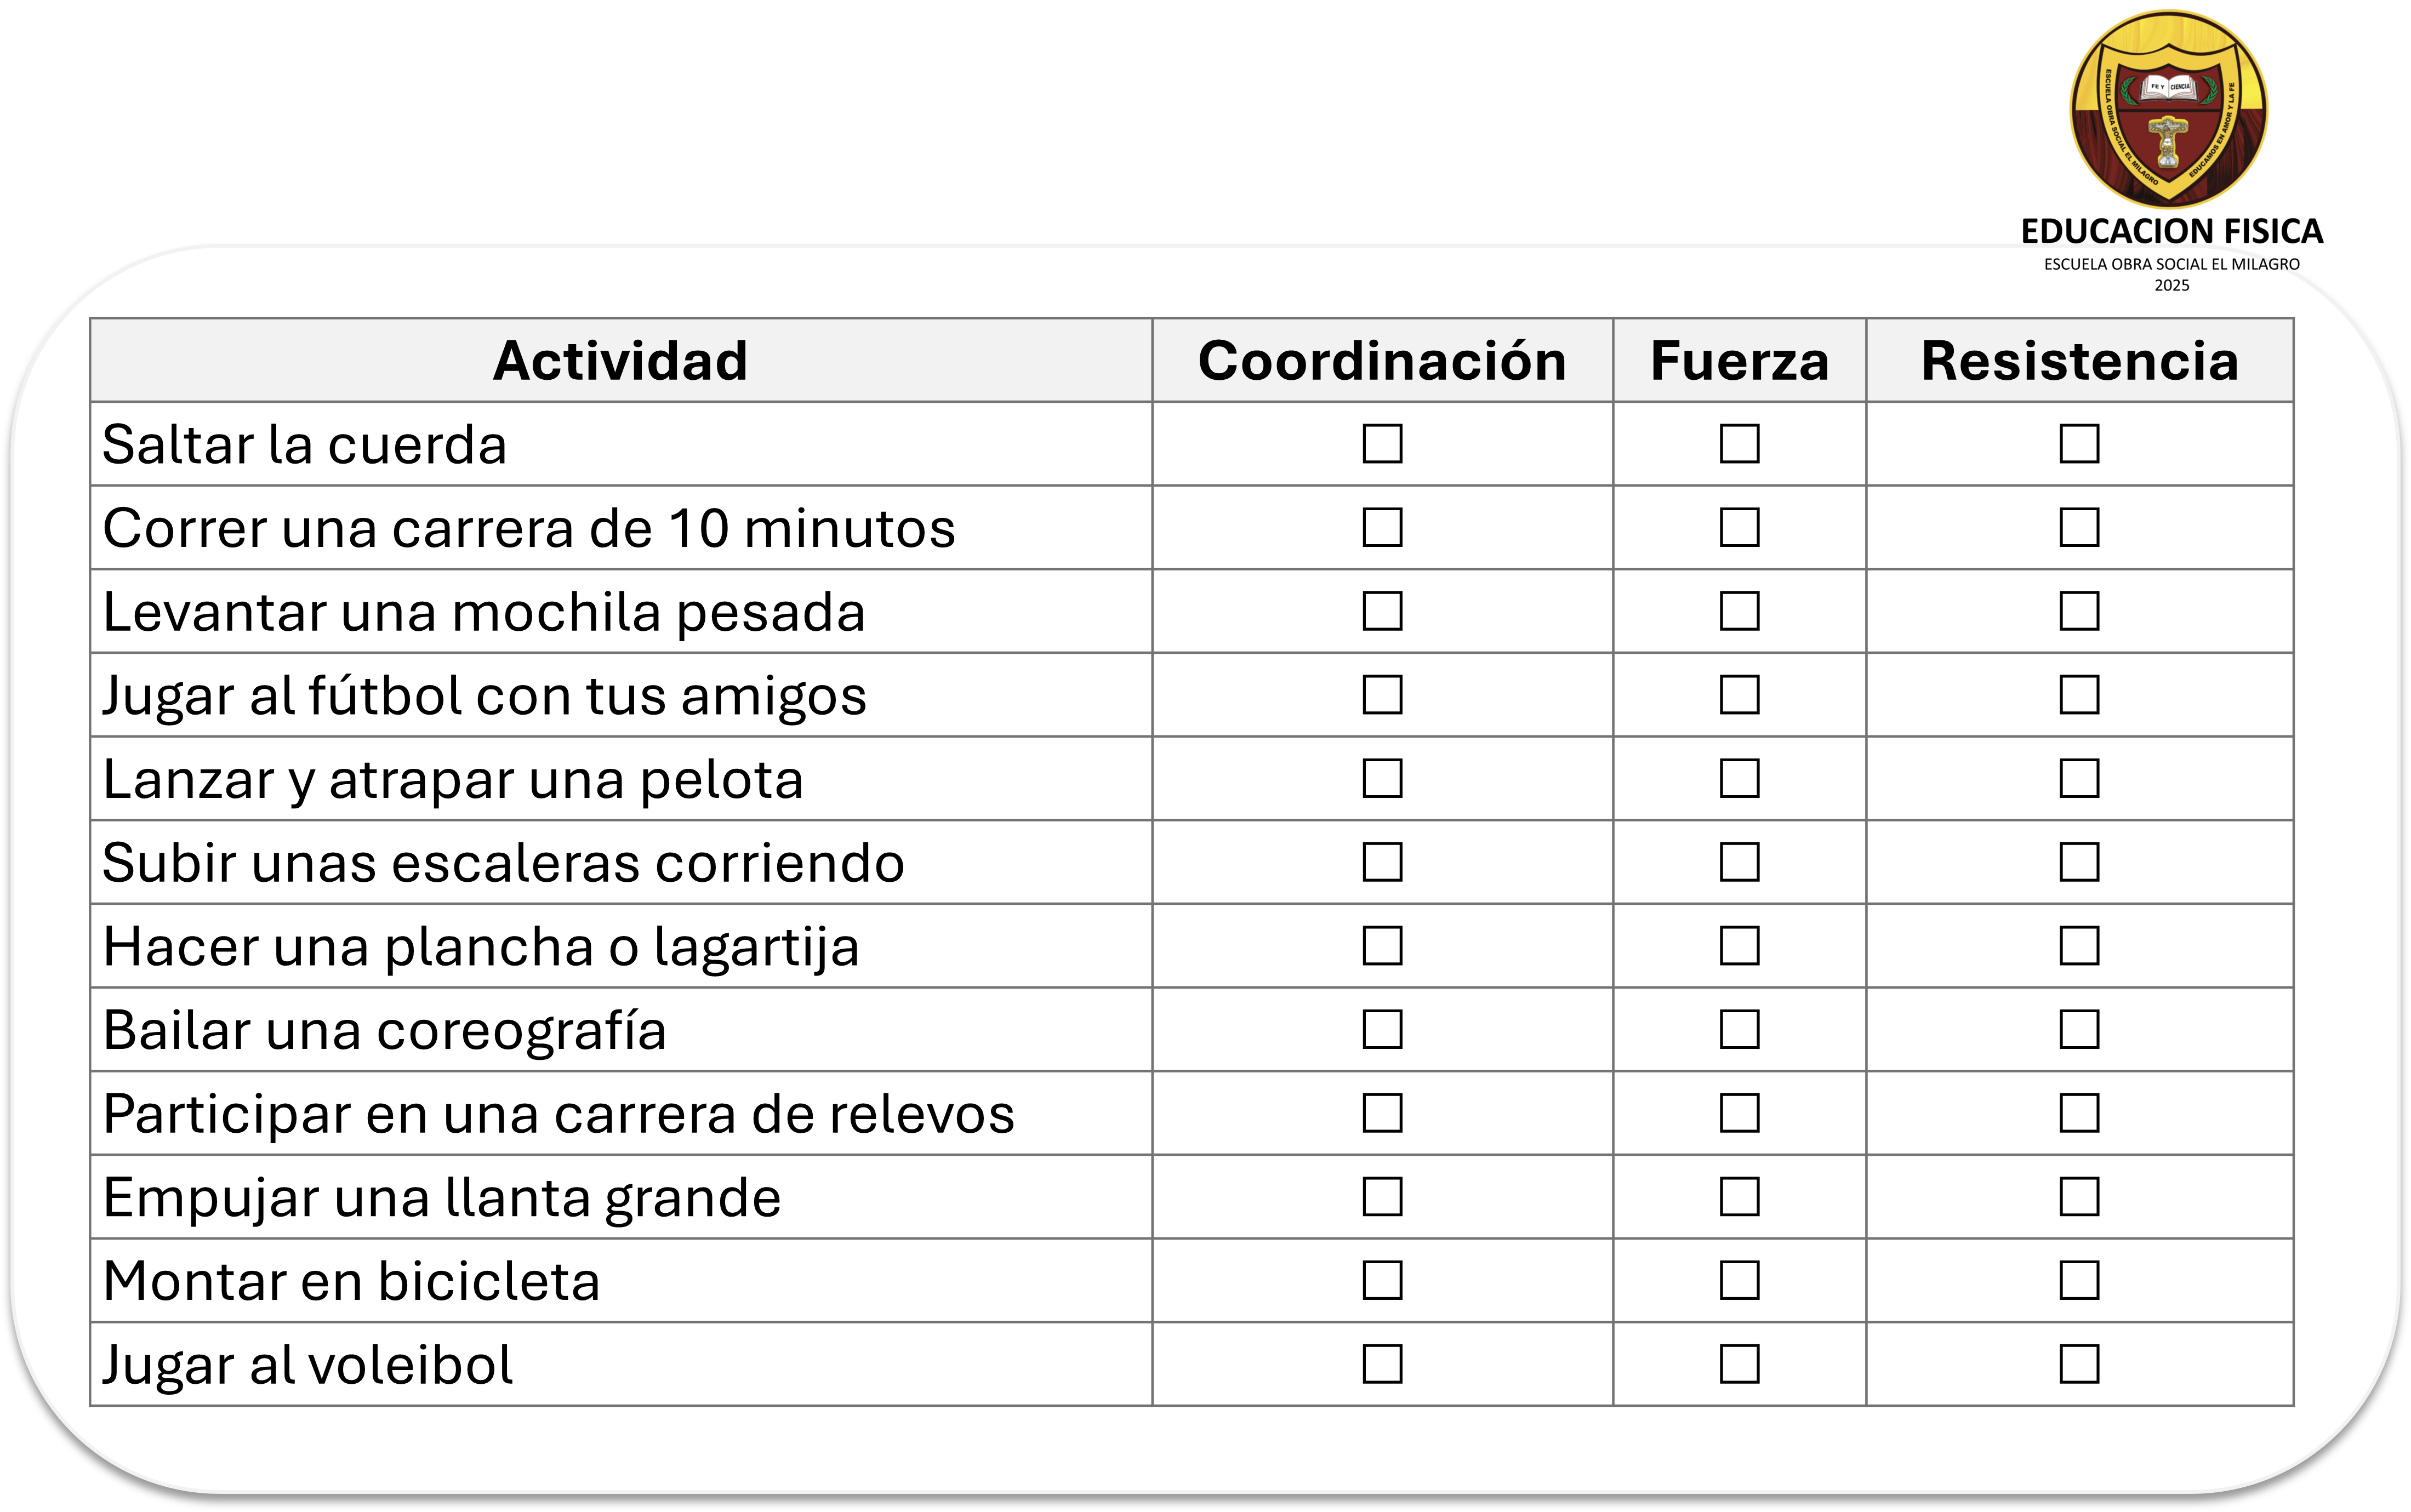 FE Y CIENCIA
ESCUELA OBRA SOCIAL EL MILAGRO
EDUCAMOS EN AMOR Y LA FE
EDUCACION FISICA
ESCUELA OBRA SOCIAL EL MILAGRO
2025
Actividad Coordinación Fuerza Resistencia
Saltar la cuerda ☐ ☐ ☐
Correr una carrera de 10 minutos ☐ ☐ ☐
Levantar una mochila pesada ☐ ☐ ☐
Jugar al fútbol con tus amigos ☐ ☐ ☐
Lanzar y atrapar una pelota ☐ ☐ ☐
Subir unas escaleras corriendo ☐ ☐ ☐
Hacer una plancha o lagartija ☐ ☐ ☐
Bailar una coreografía ☐ ☐ ☐
Participar en una carrera de relevos ☐ ☐ ☐
Empujar una llanta grande ☐ ☐ ☐
Montar en bicicleta ☐ ☐ ☐
Jugar al voleibol ☐ ☐ ☐